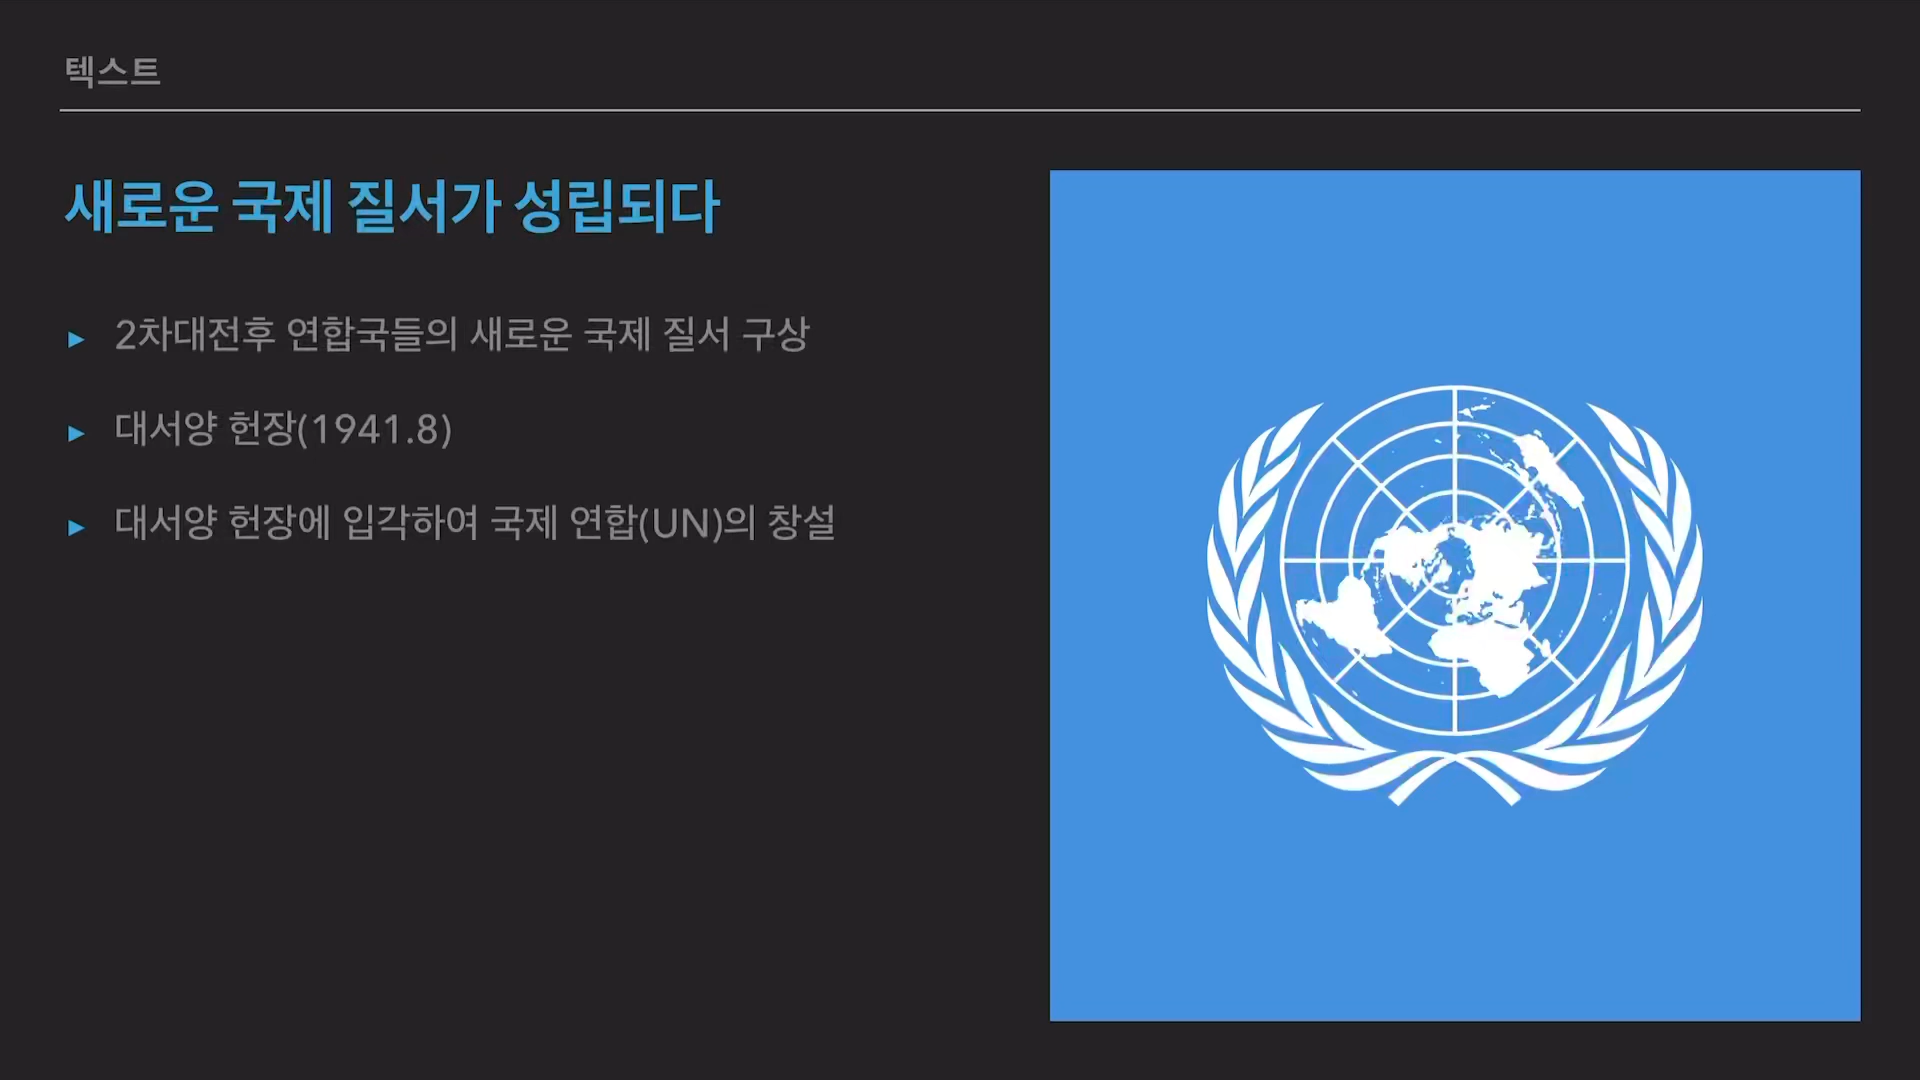 텍스트
새로운 국제 질서가 성립되다
▸ 2차대전후 연합국들의 새로운 국제 질서 구상
▸ 대서양 헌장(1941.8)
▸ 대서양 헌장에 입각하여 국제 연합(UN)의 창설